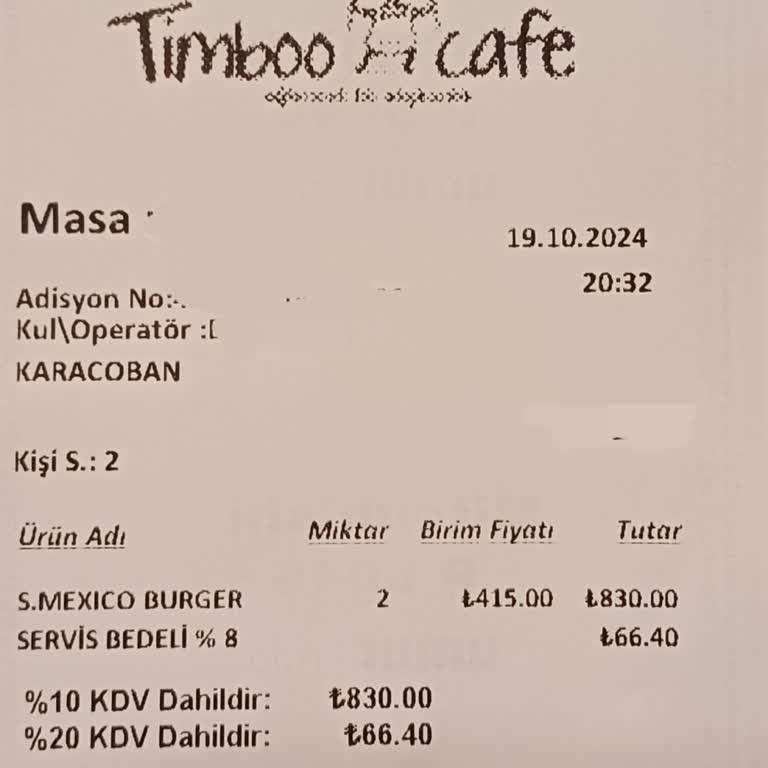 Timboo cafe
Masa
19.10.2024
20:32
Adisyon No:
Kul\Operatör :
KARACOBAN
Kişi S.: 2
Ürün Adı Miktar Birim Fiyatı Tutar
S.MEXICO BURGER 2 ₺415.00 ₺830.00
SERVİS BEDELİ % 8 ₺66.40
%10 KDV Dahildir: ₺830.00
%20 KDV Dahildir: ₺66.40